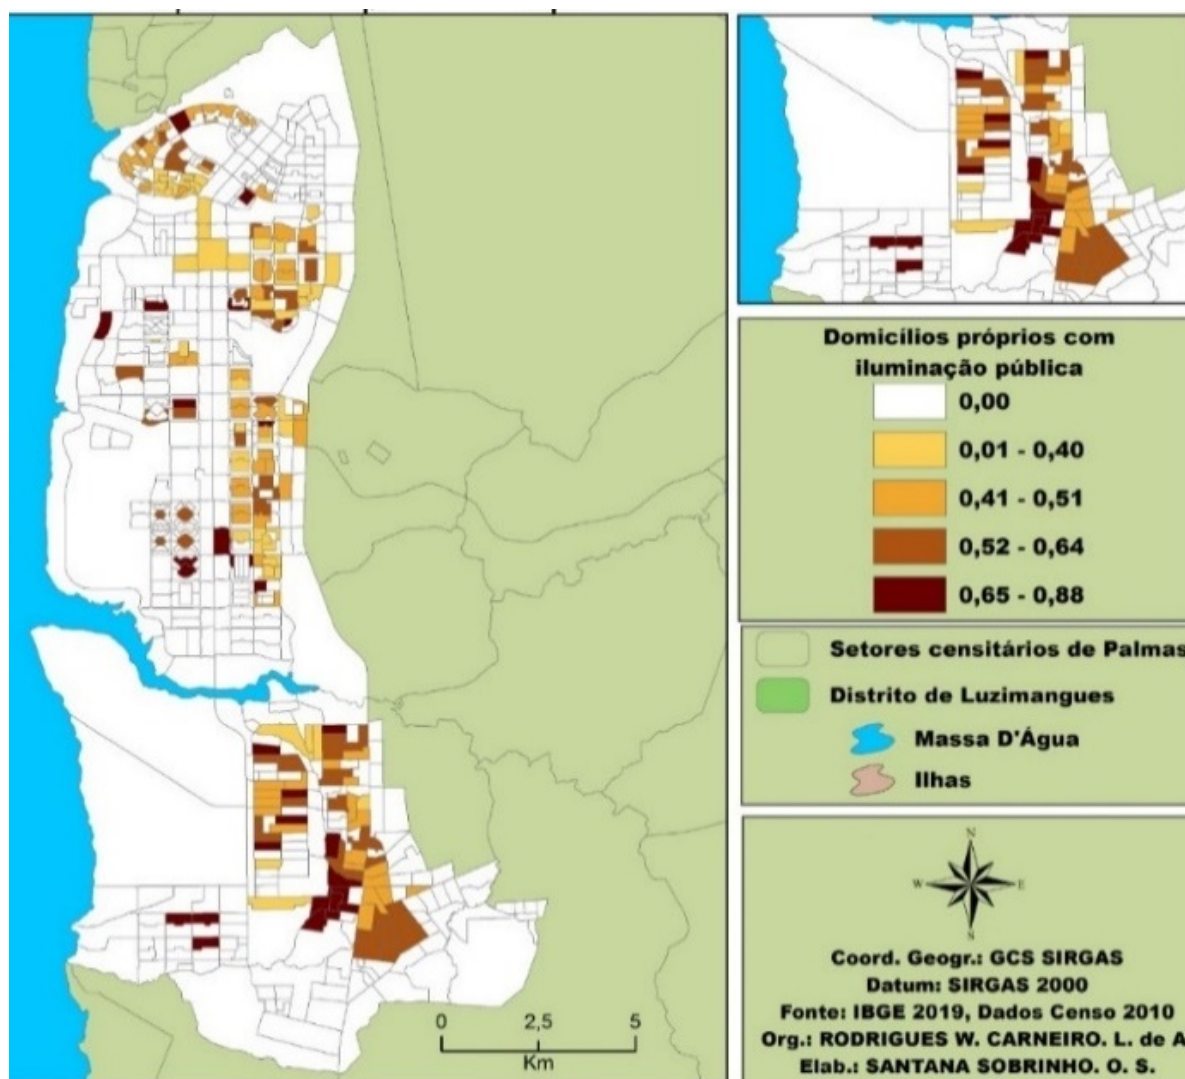 Domicílios próprios com
iluminação pública
0,00
0,01 - 0,40
0,41 - 0,51
0,52 - 0,64
0,65 - 0,88
Setores censitários de Palmas
Distrito de Luzimangues
Massa D'Água
Ilhas
N
W E
S
Coord. Geogr.: GCS SIRGAS
Datum: SIRGAS 2000
Fonte: IBGE 2019, Dados Censo 2010
Org.: RODRIGUES W. CARNEIRO. L. de A
Elab.: SANTANA SOBRINHO. O. S.
0 2,5 5
Km